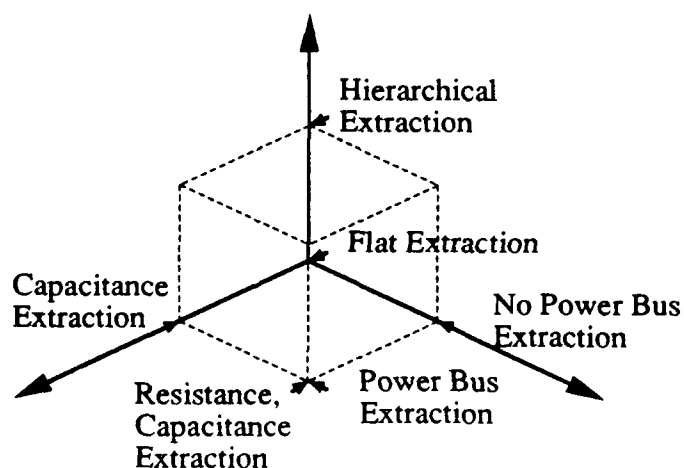 Hierarchical
Extraction
Flat Extraction
Capacitance
Extraction
No Power Bus
Extraction
Resistance,
Capacitance
Extraction
Power Bus
Extraction